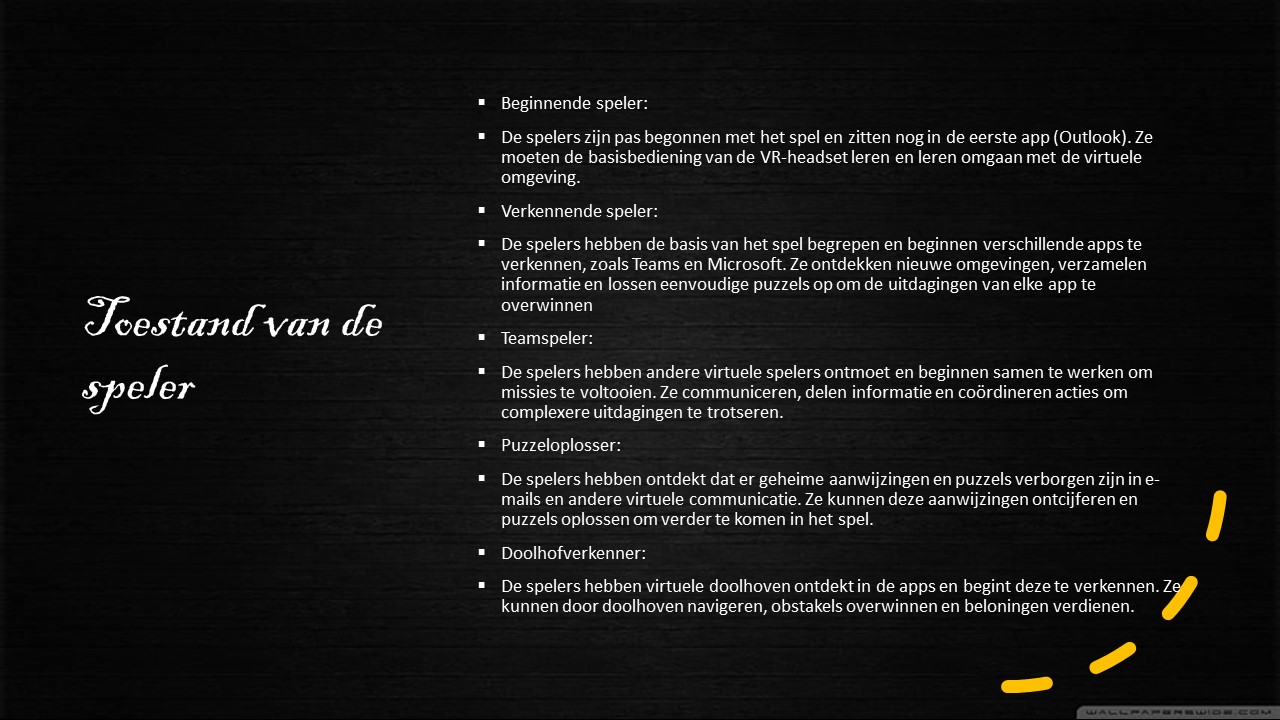 Toestand van de
speler
Beginnende speler:
De spelers zijn pas begonnen met het spel en zitten nog in de eerste app (Outlook). Ze
moeten de basisbediening van de VR-headset leren en leren omgaan met de virtuele
omgeving.
Verkennende speler:
De spelers hebben de basis van het spel begrepen en beginnen verschillende apps te
verkennen, zoals Teams en Microsoft. Ze ontdekken nieuwe omgevingen, verzamelen
informatie en lossen eenvoudige puzzels op om de uitdagingen van elke app te
overwinnen
Teamspeler:
De spelers hebben andere virtuele spelers ontmoet en beginnen samen te werken om
missies te voltooien. Ze communiceren, delen informatie en coördineren acties om
complexere uitdagingen te trotseren.
Puzzeloplosser:
De spelers hebben ontdekt dat er geheime aanwijzingen en puzzels verborgen zijn in e-
mails en andere virtuele communicatie. Ze kunnen deze aanwijzingen ontcijferen en
puzzels oplossen om verder te komen in het spel.
Doolhofverkenner:
De spelers hebben virtuele doolhoven ontdekt in de apps en begint deze te verkennen. Ze
kunnen door doolhoven navigeren, obstakels overwinnen en beloningen verdienen.
WALLPAPERSWIDE.COM